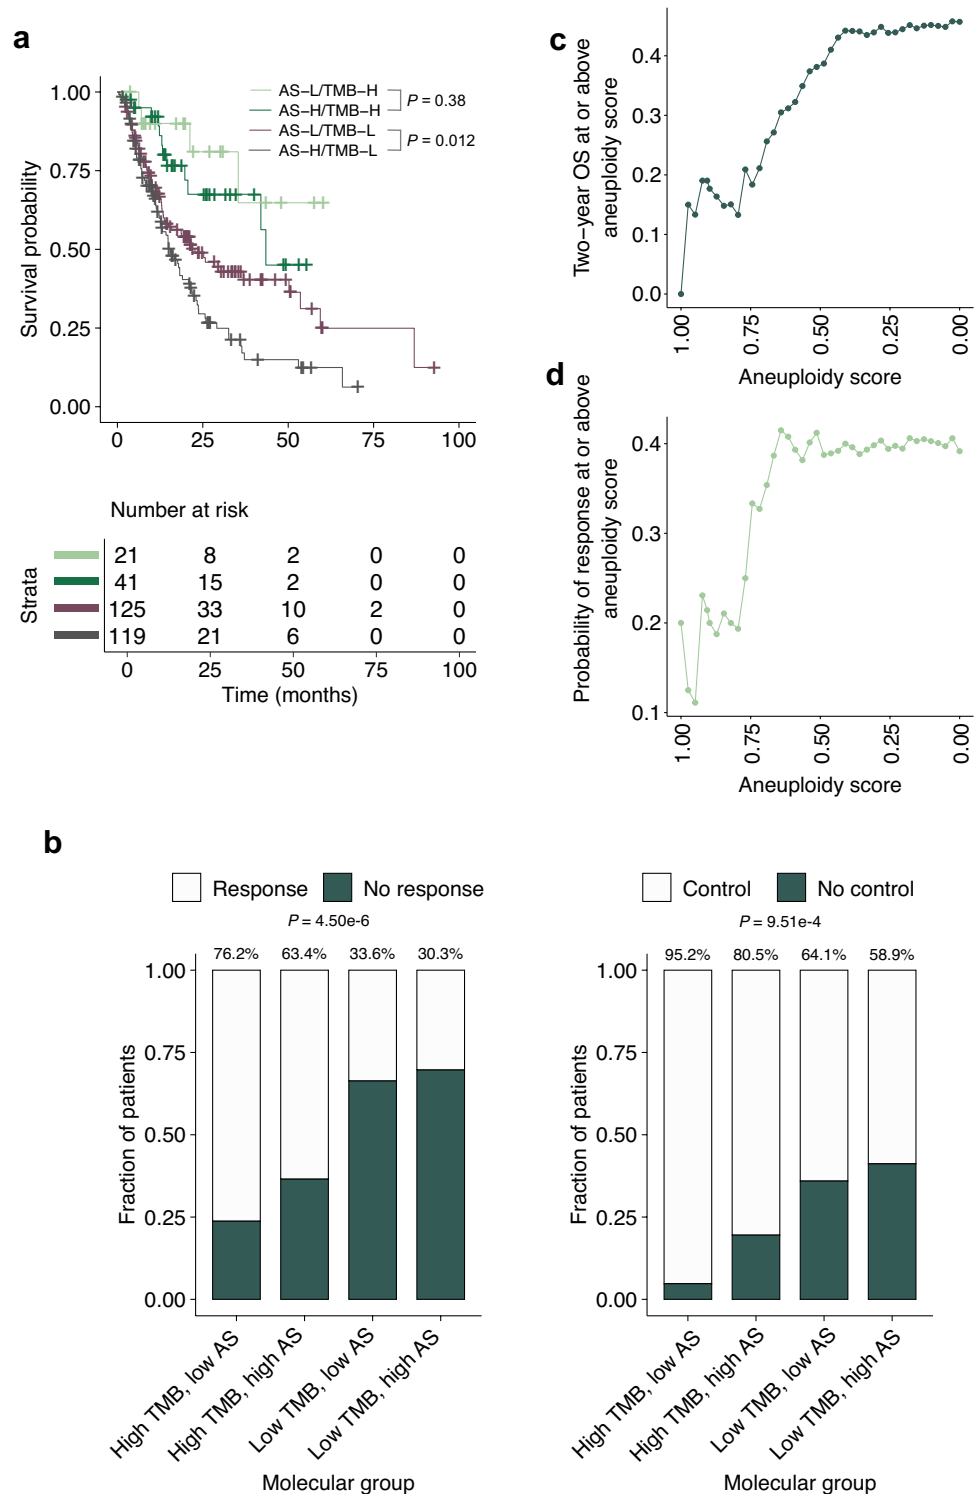 a
1.00
0.75
0.50
0.25
0.00
Survival probability
AS–L/TMB–H
AS–H/TMB–H
AS–L/TMB–L
AS–H/TMB–L
P = 0.38
P = 0.012
0 25 50 75 100
Number at risk
Strata
21 8 2 0 0
41 15 2 0 0
125 33 10 2 0
119 21 6 0 0
0 25 50 75 100
Time (months)
c
Two–year OS at or above
aneuploidy score
0.4
0.3
0.2
0.1
0.0
1.00 0.75 0.50 0.25 0.00
Aneuploidy score
d
Probability of response at or above
aneuploidy score
0.4
0.3
0.2
0.1
1.00 0.75 0.50 0.25 0.00
Aneuploidy score
b
Response No response
P = 4.50e-6
76.2% 63.4% 33.6% 30.3%
1.00
0.75
0.50
0.25
0.00
Fraction of patients
High TMB, low AS
High TMB, high AS
Low TMB, low AS
Low TMB, high AS
Molecular group
Control No control
P = 9.51e-4
95.2% 80.5% 64.1% 58.9%
1.00
0.75
0.50
0.25
0.00
Fraction of patients
High TMB, low AS
High TMB, high AS
Low TMB, low AS
Low TMB, high AS
Molecular group